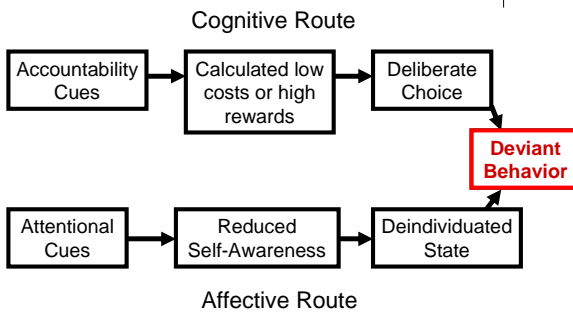 Cognitive Route
Accountability
Cues
Calculated low
costs or high
rewards
Deliberate
Choice
Deviant
Behavior
Attentional
Cues
Reduced
Self-Awareness
Deindividuated
State
Affective Route